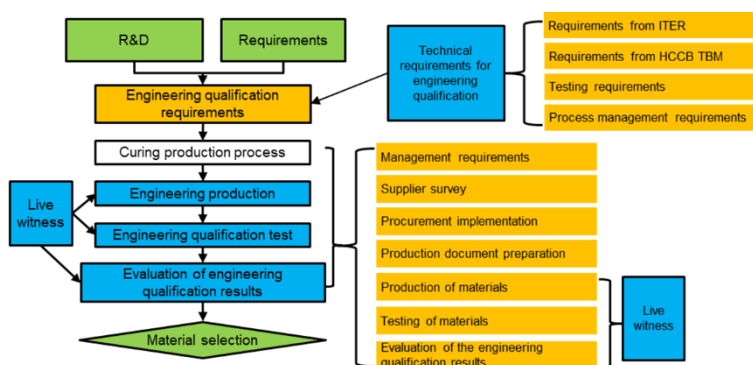 R&D
Requirements
Engineering qualification
requirements
Curing production process
Engineering production
Engineering qualification test
Evaluation of engineering
qualification results
Material selection
Live
witness
Technical
requirements for
engineering
qualification
Requirements from ITER
Requirements from HCCB TBM
Testing requirements
Process management requirements
Management requirements
Supplier survey
Procurement implementation
Production document preparation
Production of materials
Testing of materials
Evaluation of the engineering
qualification results
Live
witness